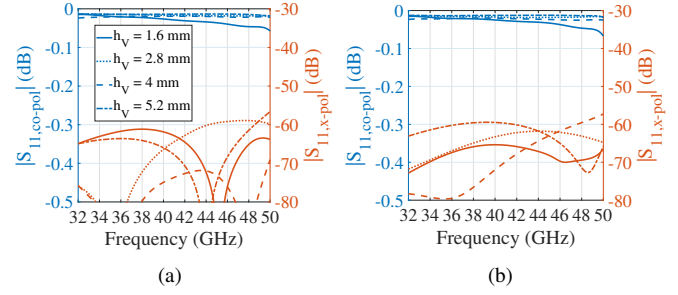 0
-0.1
-0.2
-0.3
-0.4
-0.5
|S11,co-pol| (dB)
hV = 1.6 mm
hV = 2.8 mm
hV = 4 mm
hV = 5.2 mm
-30
-40
-50
-60
-70
-80
|S11,x-pol| (dB)
32 34 36 38 40 42 44 46 48 50
Frequency (GHz)
(a)
0
-0.1
-0.2
-0.3
-0.4
-0.5
|S11,co-pol| (dB)
-30
-40
-50
-60
-70
-80
|S11,x-pol| (dB)
32 34 36 38 40 42 44 46 48 50
Frequency (GHz)
(b)